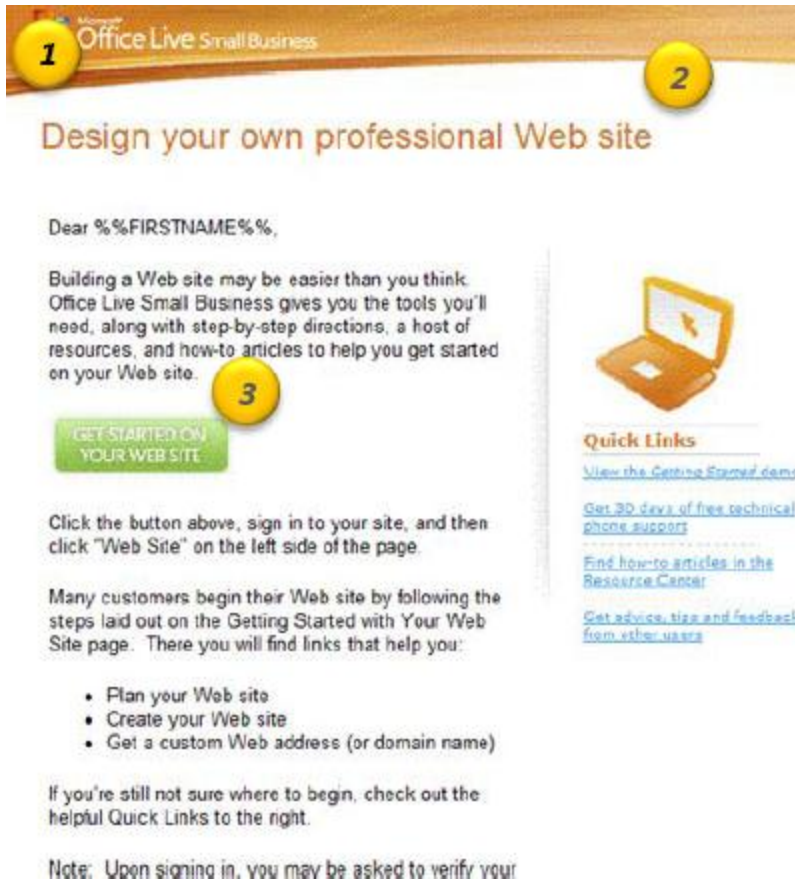 1
Microsoft
Office Live Small Business
2
Design your own professional Web site
Dear %%FIRSTNAME%%,
Building a Web site may be easier than you think.
Office Live Small Business gives you the tools you'll
need, along with step-by-step directions, a host of
resources, and how-to articles to help you get started
on your Web site.
3
GET STARTED ON
YOUR WEB SITE
Click the button above, sign in to your site, and then
click "Web Site" on the left side of the page.
Many customers begin their Web site by following the
steps laid out on the Getting Started with Your Web
Site page.  There you will find links that help you:
• Plan your Web site
• Create your Web site
• Get a custom Web address (or domain name)
If you're still not sure where to begin, check out the
helpful Quick Links to the right.
Note:  Upon signing in, you may be asked to verify your
Quick Links
View the Getting Started demo
Get 30 days of free technical
phone support
Find how-to articles in the
Resource Center
Get advice, tips and feedback
from other users